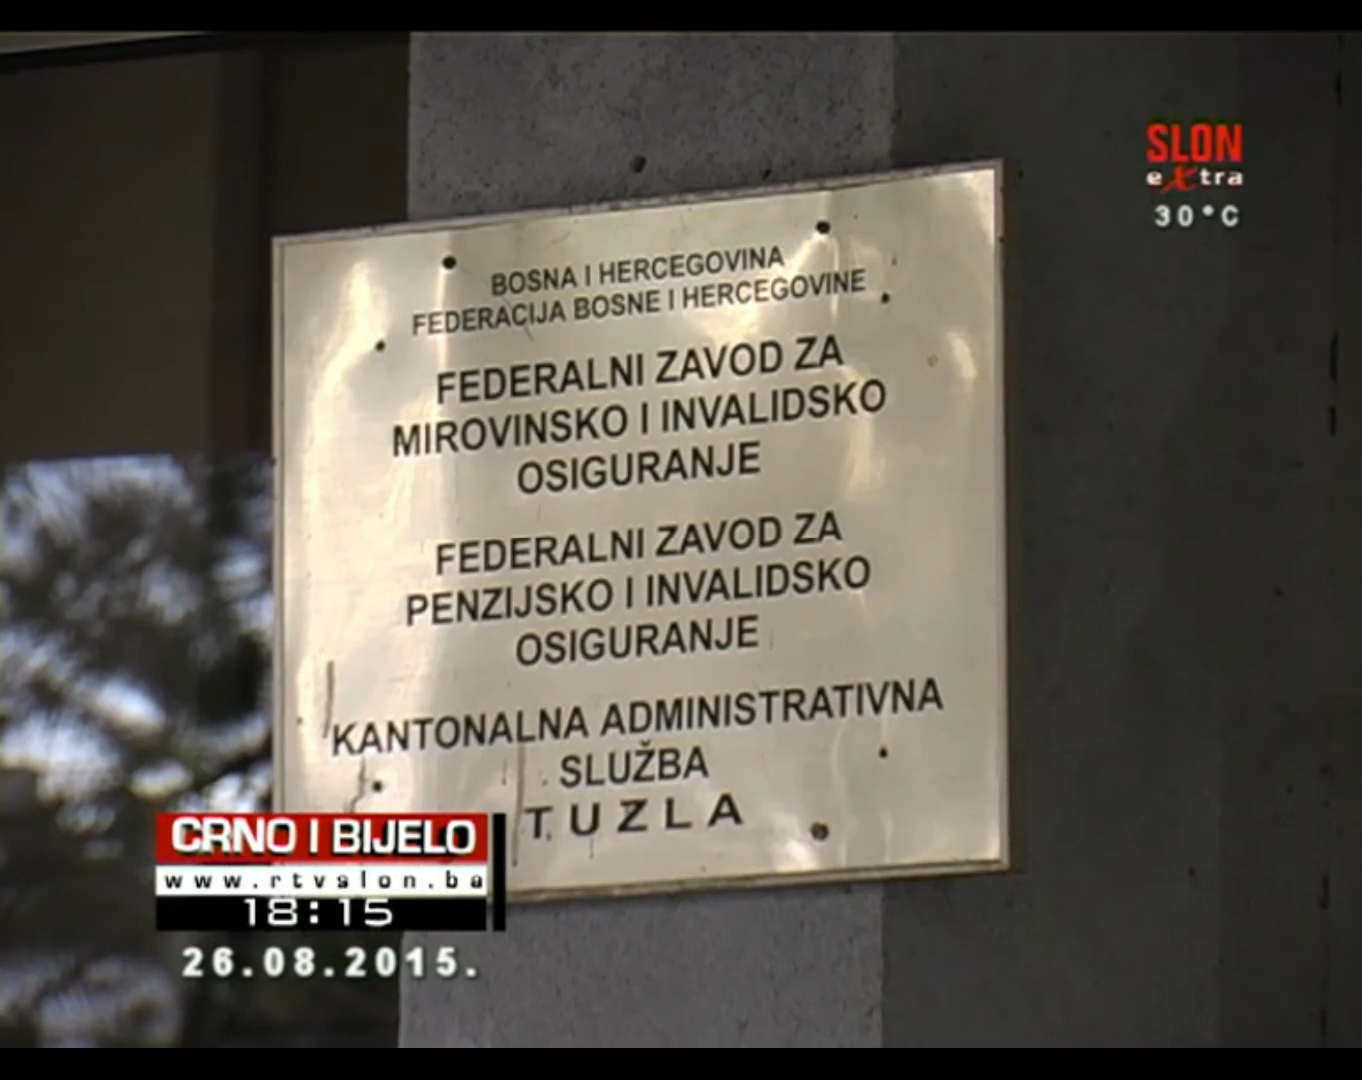 SLON
extra
30°C
BOSNA I HERCEGOVINA
FEDERACIJA BOSNE I HERCEGOVINE
FEDERALNI ZAVOD ZA
MIROVINSKO I INVALIDSKO
OSIGURANJE
FEDERALNI ZAVOD ZA
PENZIJSKO I INVALIDSKO
OSIGURANJE
KANTONALNA ADMINISTRATIVNA
SLUŽBA
TUZLA
CRNO I BIJELO
www.rtvslon.ba
18:15
26.08.2015.